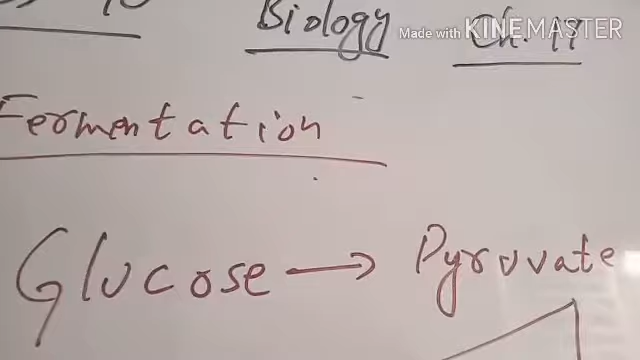 Biology
Made with KINEMASTER
Fermentation
Glucose → Pyruvate